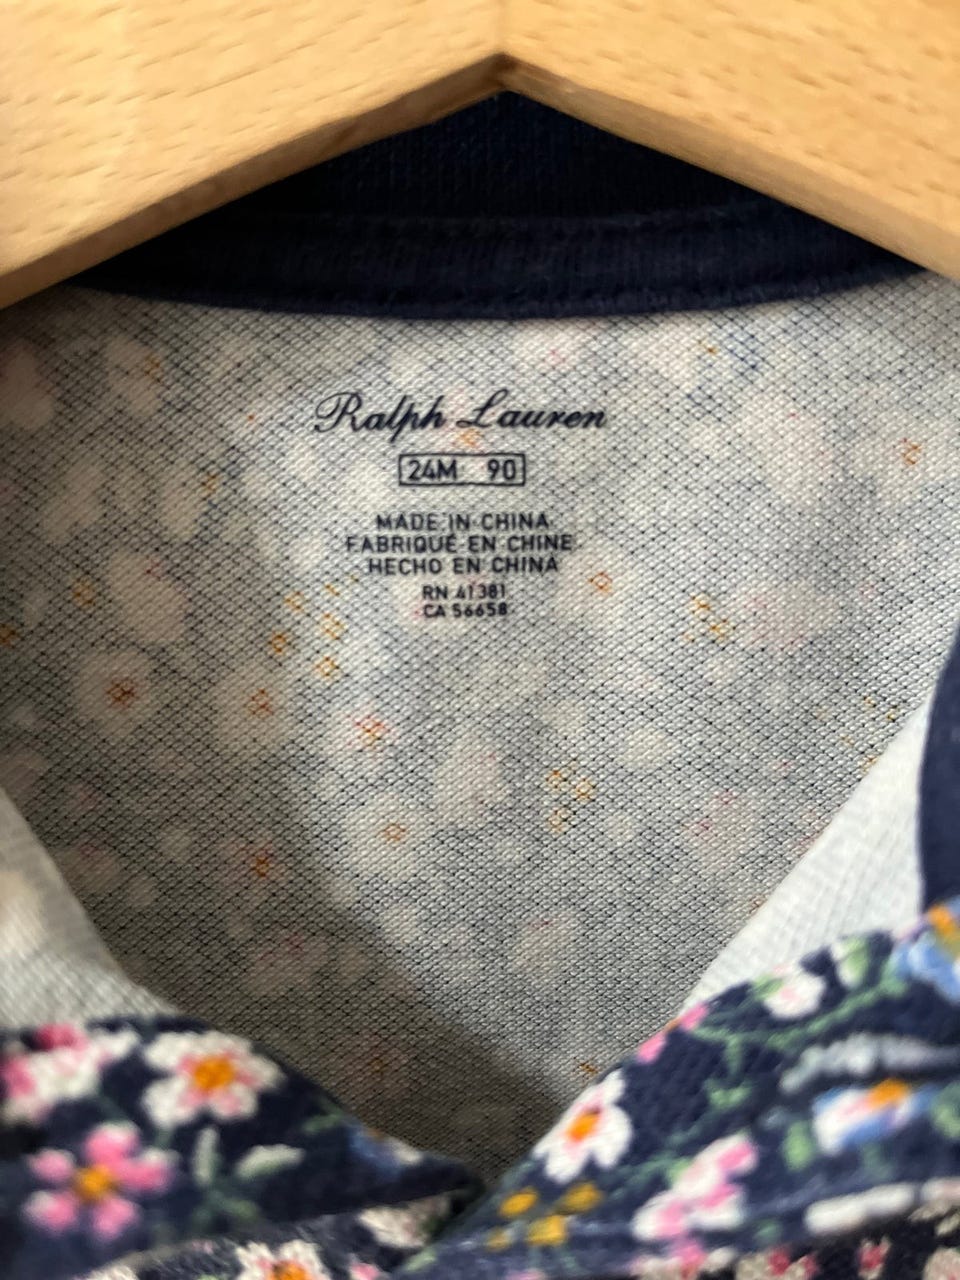 Ralph Lauren
24M 90
MADE IN CHINA
FABRIQUÉ EN CHINE
HECHO EN CHINA
RN 41381
CA 56658